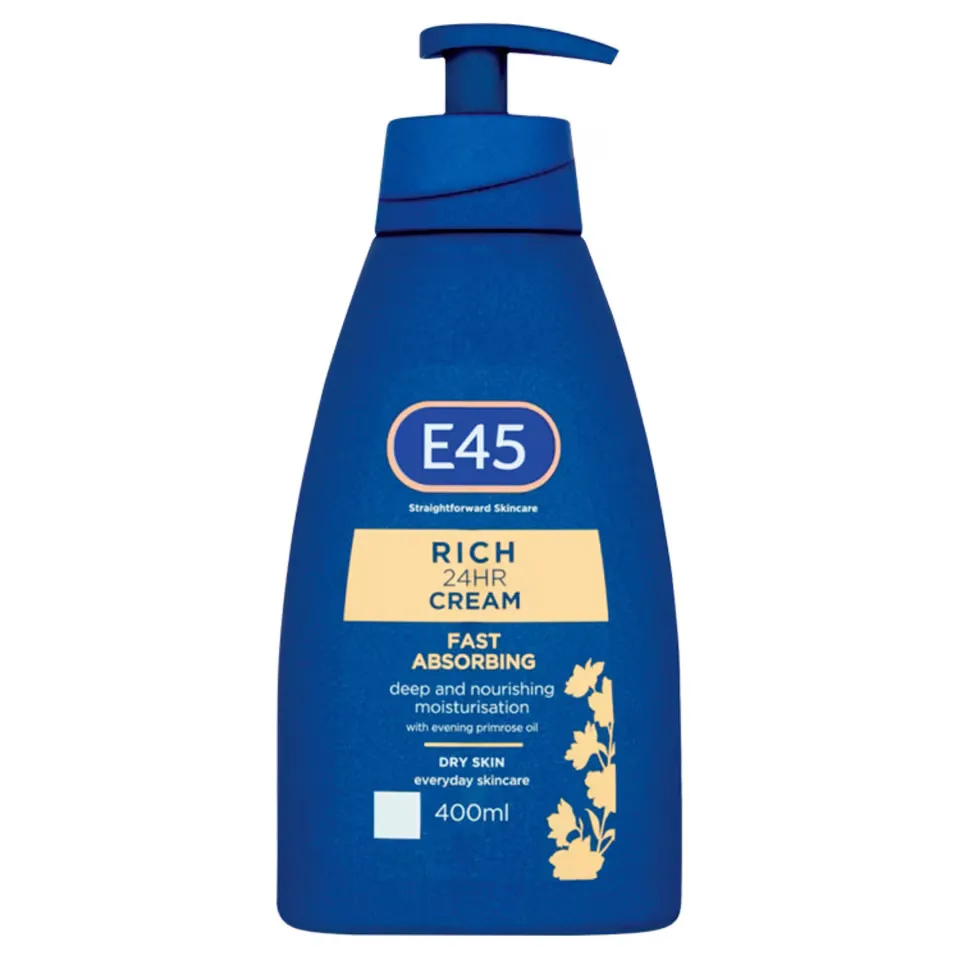 E45
Straightforward Skincare
RICH
24HR
CREAM
FAST
ABSORBING
deep and nourishing
moisturisation
with evening primrose oil
DRY SKIN
everyday skincare
400ml